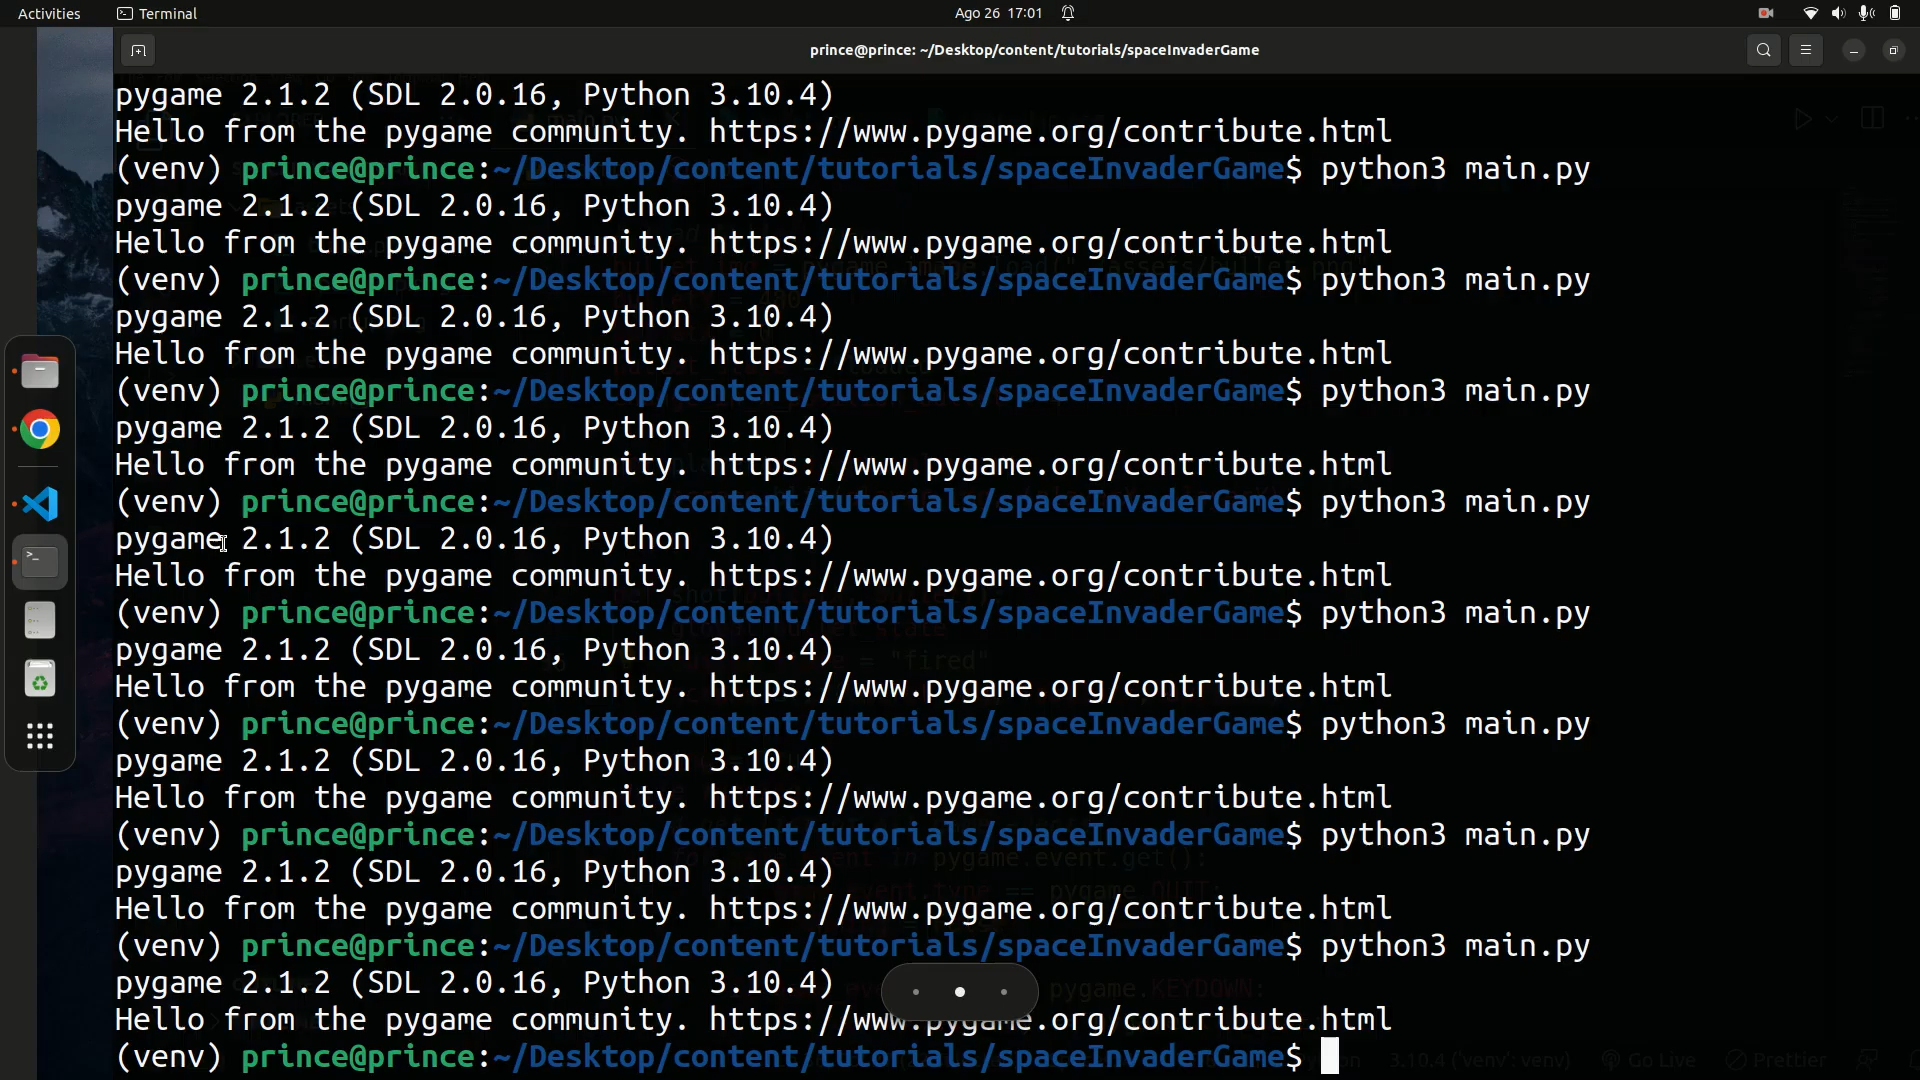 Activities Terminal Ago 26 17:01
prince@prince: ~/Desktop/content/tutorials/spaceInvaderGame
pygame 2.1.2 (SDL 2.0.16, Python 3.10.4)
Hello from the pygame community. https://www.pygame.org/contribute.html
(venv) prince@prince:~/Desktop/content/tutorials/spaceInvaderGame$ python3 main.py
pygame 2.1.2 (SDL 2.0.16, Python 3.10.4)
Hello from the pygame community. https://www.pygame.org/contribute.html
(venv) prince@prince:~/Desktop/content/tutorials/spaceInvaderGame$ python3 main.py
pygame 2.1.2 (SDL 2.0.16, Python 3.10.4)
Hello from the pygame community. https://www.pygame.org/contribute.html
(venv) prince@prince:~/Desktop/content/tutorials/spaceInvaderGame$ python3 main.py
pygame 2.1.2 (SDL 2.0.16, Python 3.10.4)
Hello from the pygame community. https://www.pygame.org/contribute.html
(venv) prince@prince:~/Desktop/content/tutorials/spaceInvaderGame$ python3 main.py
pygame 2.1.2 (SDL 2.0.16, Python 3.10.4)
Hello from the pygame community. https://www.pygame.org/contribute.html
(venv) prince@prince:~/Desktop/content/tutorials/spaceInvaderGame$ python3 main.py
pygame 2.1.2 (SDL 2.0.16, Python 3.10.4)
Hello from the pygame community. https://www.pygame.org/contribute.html
(venv) prince@prince:~/Desktop/content/tutorials/spaceInvaderGame$ python3 main.py
pygame 2.1.2 (SDL 2.0.16, Python 3.10.4)
Hello from the pygame community. https://www.pygame.org/contribute.html
(venv) prince@prince:~/Desktop/content/tutorials/spaceInvaderGame$ python3 main.py
pygame 2.1.2 (SDL 2.0.16, Python 3.10.4)
Hello from the pygame community. https://www.pygame.org/contribute.html
(venv) prince@prince:~/Desktop/content/tutorials/spaceInvaderGame$ python3 main.py
pygame 2.1.2 (SDL 2.0.16, Python 3.10.4)
Hello from the pygame community. https://www.pygame.org/contribute.html
(venv) prince@prince:~/Desktop/content/tutorials/spaceInvaderGame$
3.10.4 ('venv': venv) Go Live Prettier